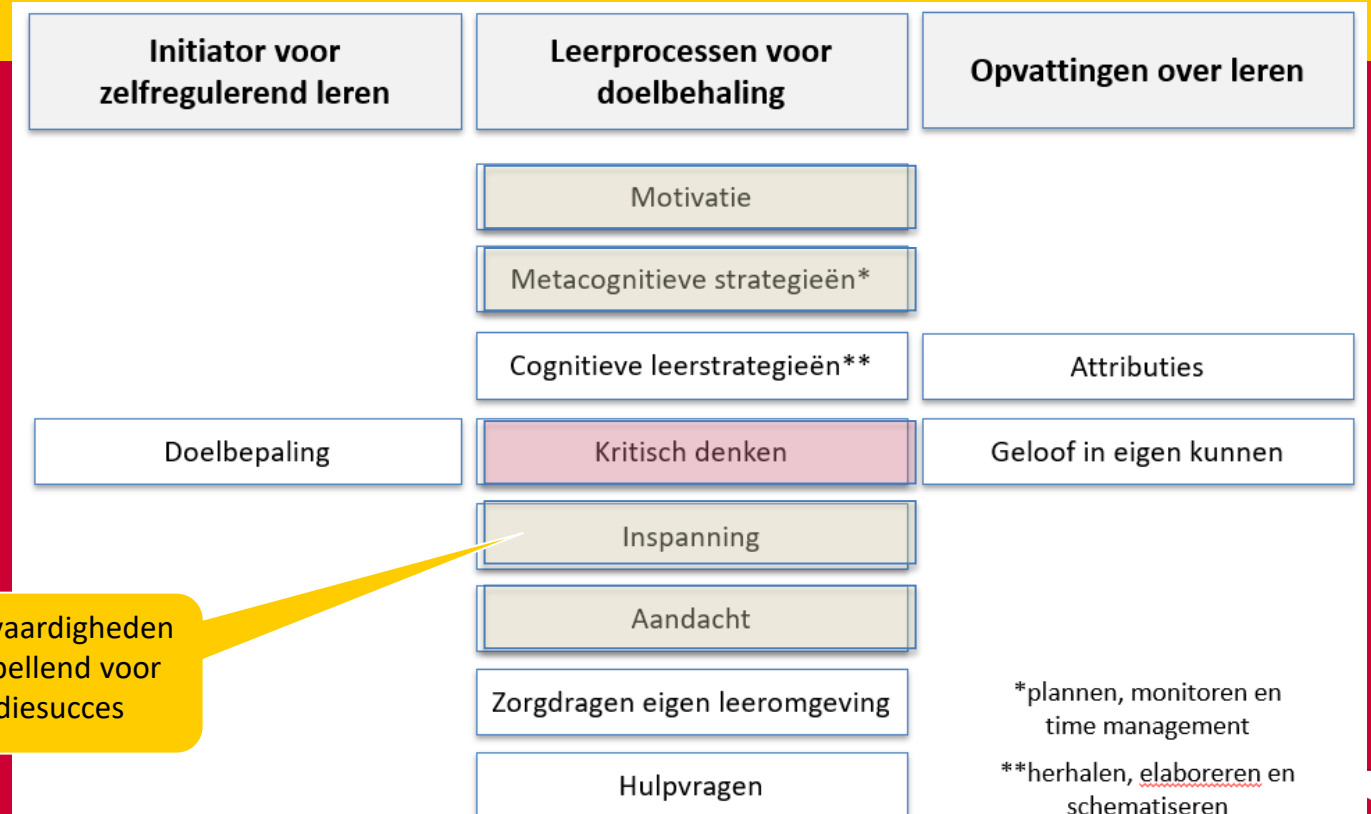 Initiator voor
zelfregulerend leren
Leerprocessen voor
doelbehaling
Opvattingen over leren
Motivatie
Metacognitieve strategieën*
Cognitieve leerstrategieën**
Attributies
Doelbepaling
Kritisch denken
Geloof in eigen kunnen
Inspanning
Aandacht
vaardigheden
voor
Zorgdragen eigen leeromgeving
Hulpvragen
*plannen, monitoren en
time management
**herhalen, elaboreren en
schematiseren